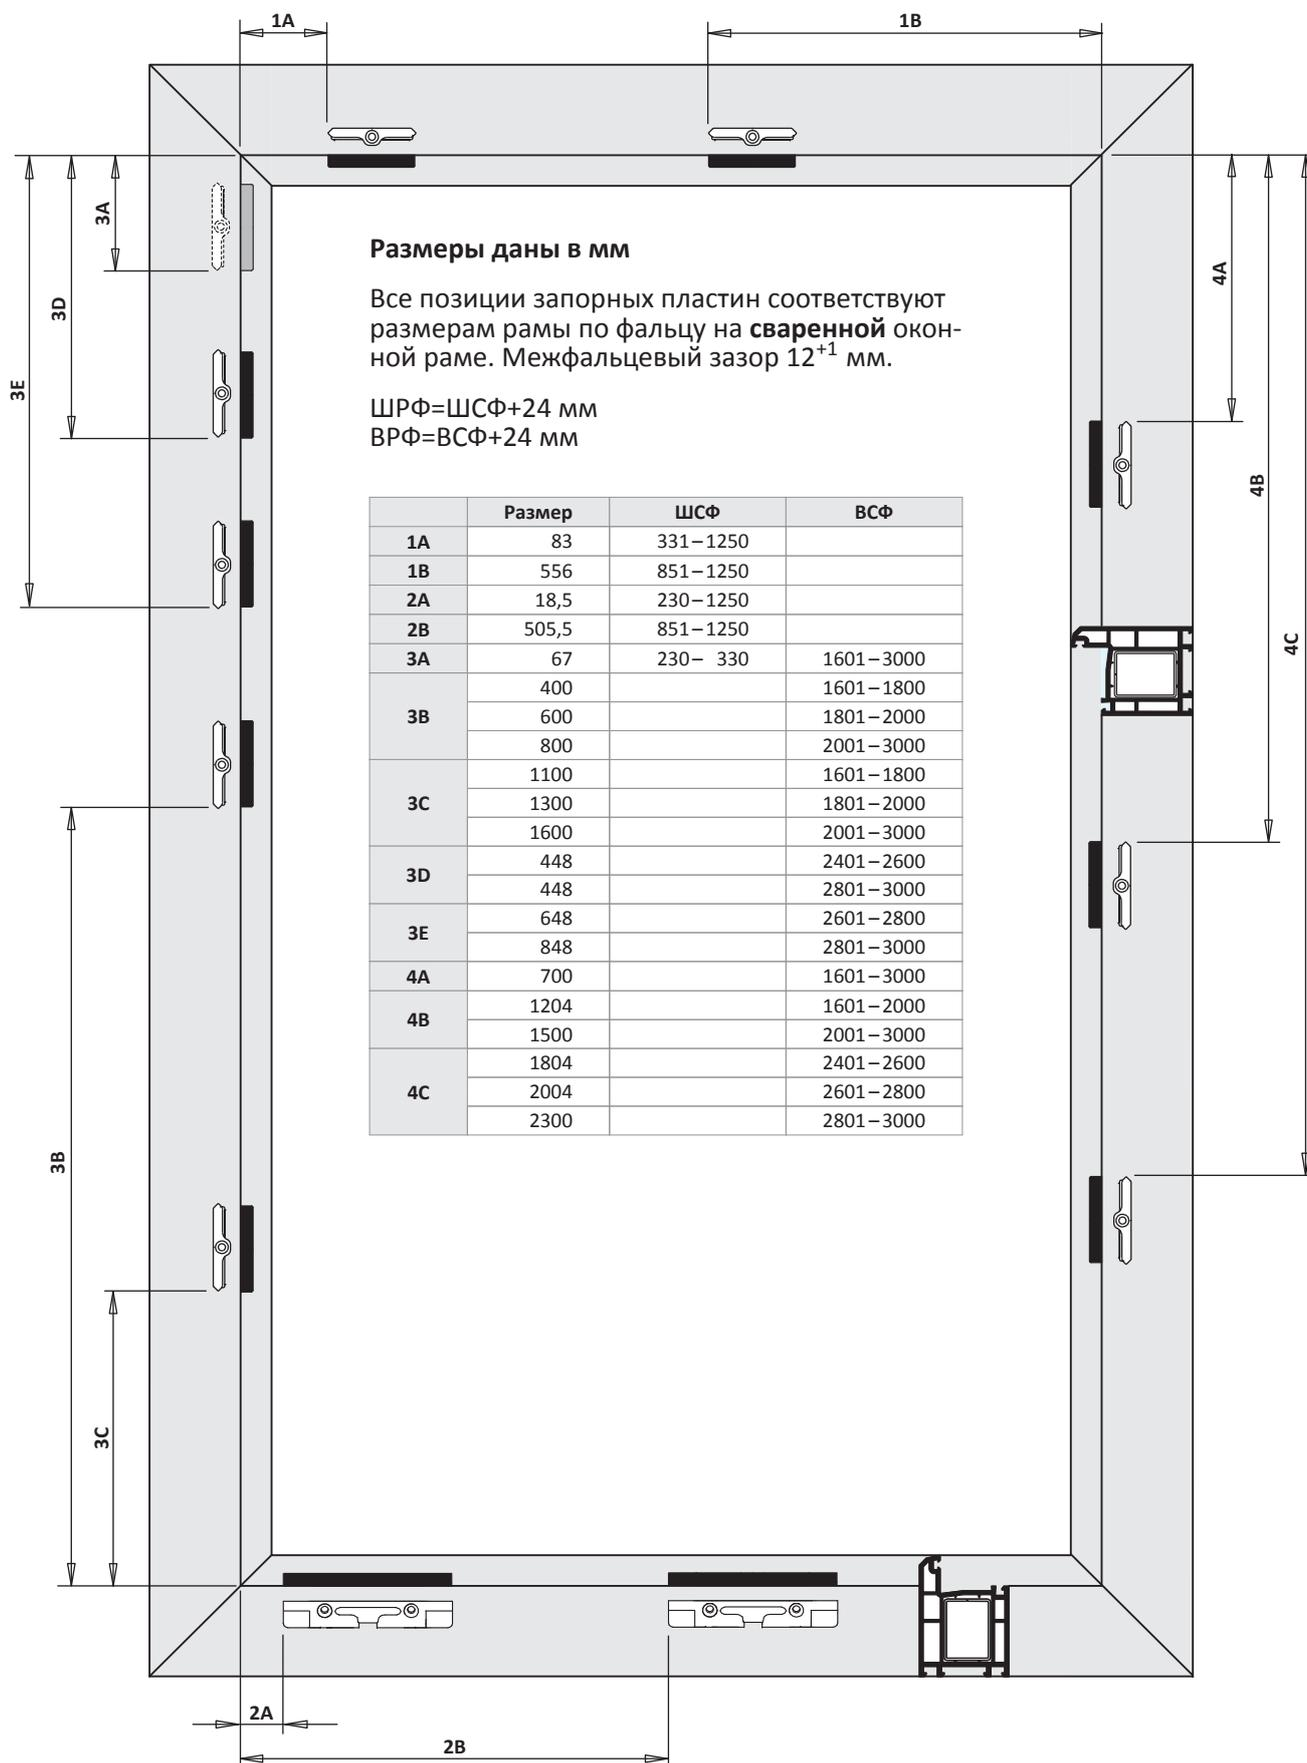 1A
1B
3A
3D
3E
4A
4B
4C
Размеры даны в мм
Все позиции запорных пластин соответствуют
размерам рамы по фальцу на сваренной окон-
ной раме. Межфальцевый зазор 12+1 мм.
ШРФ=ШСФ+24 мм
ВРФ=ВСФ+24 мм
Размер ШСФ ВСФ
1A 83 331–1250
1B 556 851–1250
2A 18,5 230–1250
2B 505,5 851–1250
3A 67 230– 330 1601–3000
3B 400 1601–1800
600 1801–2000
800 2001–3000
3C 1100 1601–1800
1300 1801–2000
1600 2001–3000
3D 448 2401–2600
448 2801–3000
3E 648 2601–2800
848 2801–3000
4A 700 1601–3000
4B 1204 1601–2000
1500 2001–3000
4C 1804 2401–2600
2004 2601–2800
2300 2801–3000
3B
3C
2A
2B